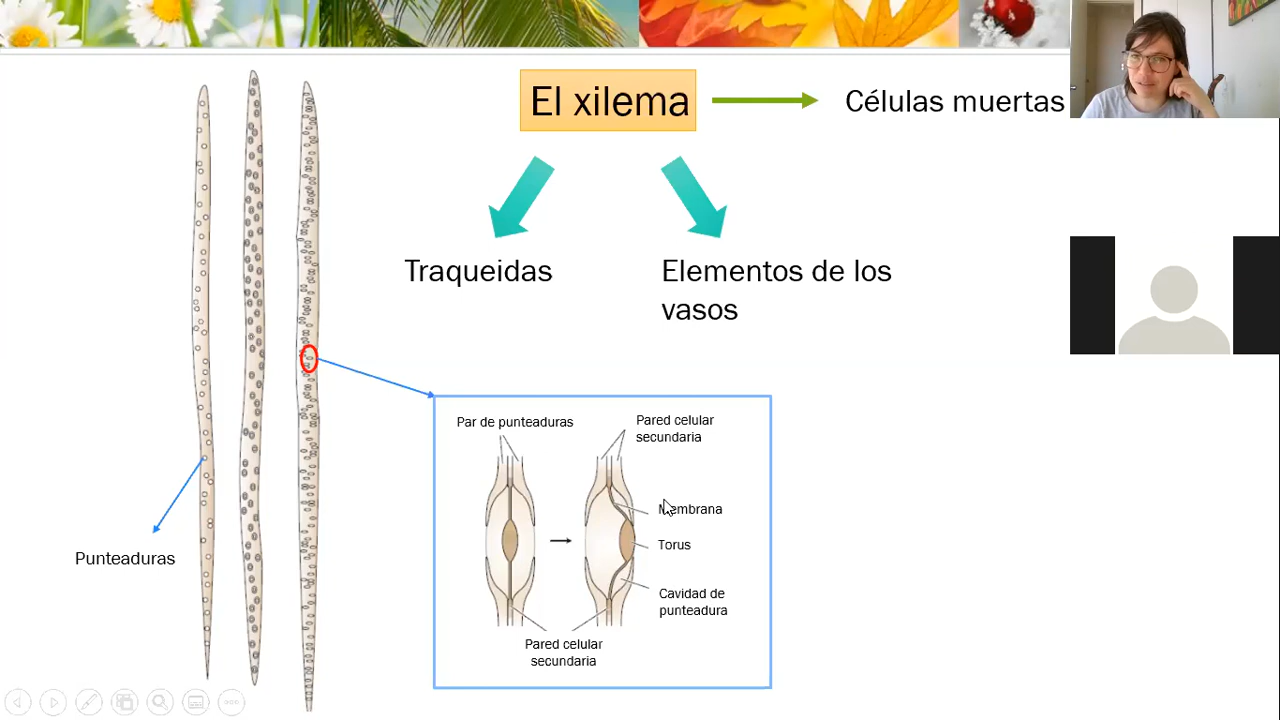 El xilema
Células muertas
Traqueidas
Elementos de los
vasos
Par de punteaduras
Pared celular
secundaria
Membrana
Torus
Cavidad de
punteadura
Pared celular
secundaria
Punteaduras